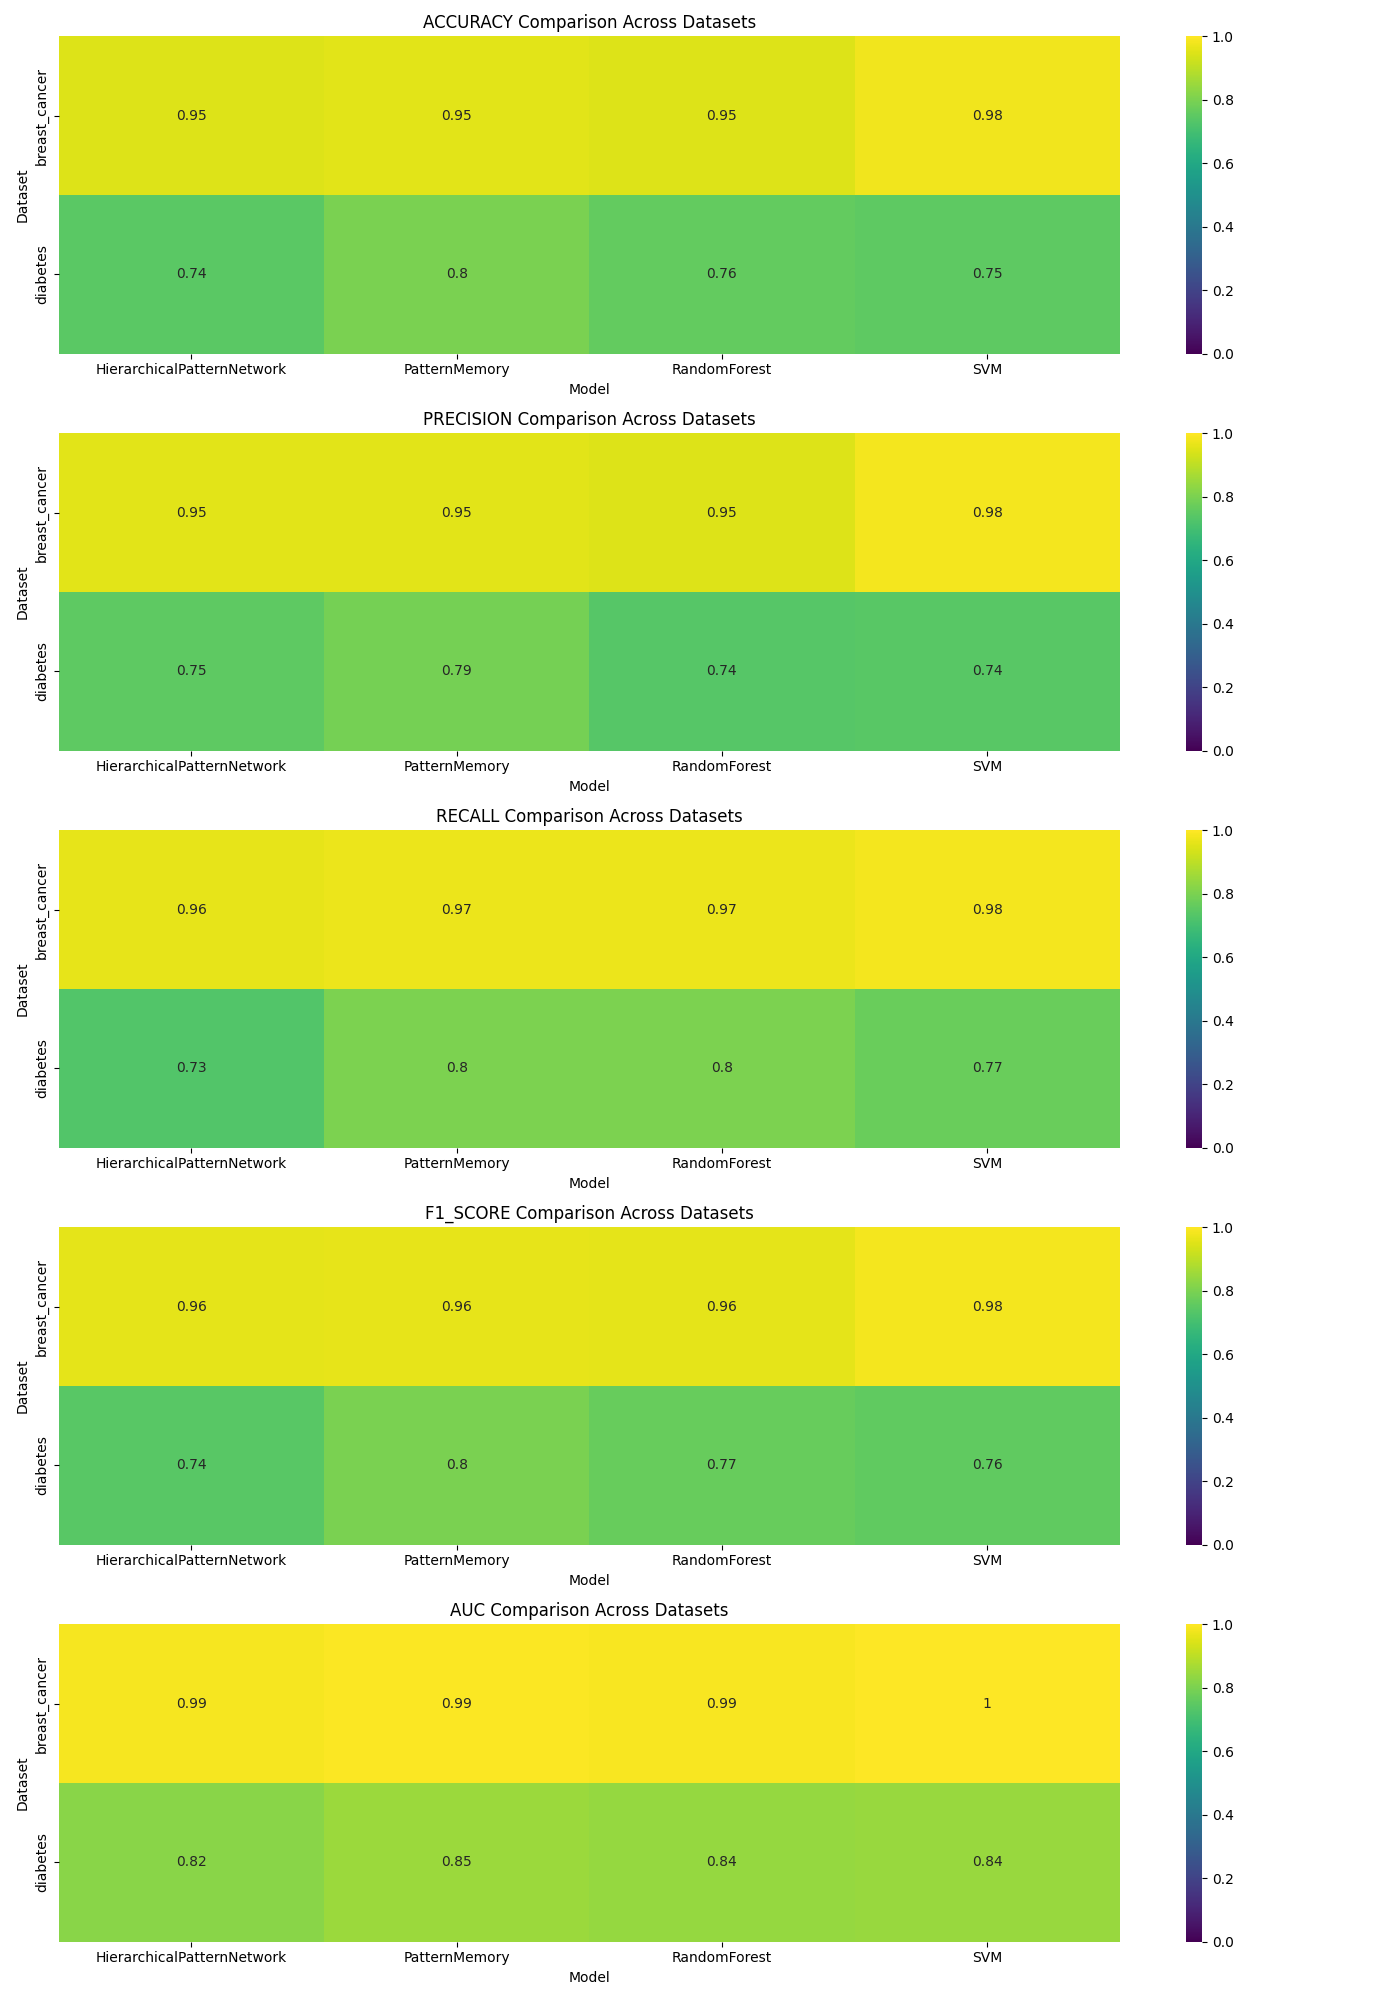 ACCURACY Comparison Across Datasets
1.0
breast_cancer
0.95 0.95 0.95 0.98
0.8
0.6
Dataset
0.4
diabetes
0.74 0.8 0.76 0.75
0.2
0.0
HierarchicalPatternNetwork PatternMemory RandomForest SVM
Model
PRECISION Comparison Across Datasets
1.0
breast_cancer
0.95 0.95 0.95 0.98
0.8
0.6
Dataset
0.4
diabetes
0.75 0.79 0.74 0.74
0.2
0.0
HierarchicalPatternNetwork PatternMemory RandomForest SVM
Model
RECALL Comparison Across Datasets
1.0
breast_cancer
0.96 0.97 0.97 0.98
0.8
0.6
Dataset
0.4
diabetes
0.73 0.8 0.8 0.77
0.2
0.0
HierarchicalPatternNetwork PatternMemory RandomForest SVM
Model
F1_SCORE Comparison Across Datasets
1.0
breast_cancer
0.96 0.96 0.96 0.98
0.8
0.6
Dataset
0.4
diabetes
0.74 0.8 0.77 0.76
0.2
0.0
HierarchicalPatternNetwork PatternMemory RandomForest SVM
Model
AUC Comparison Across Datasets
1.0
breast_cancer
0.99 0.99 0.99 1
0.8
0.6
Dataset
0.4
diabetes
0.82 0.85 0.84 0.84
0.2
0.0
HierarchicalPatternNetwork PatternMemory RandomForest SVM
Model